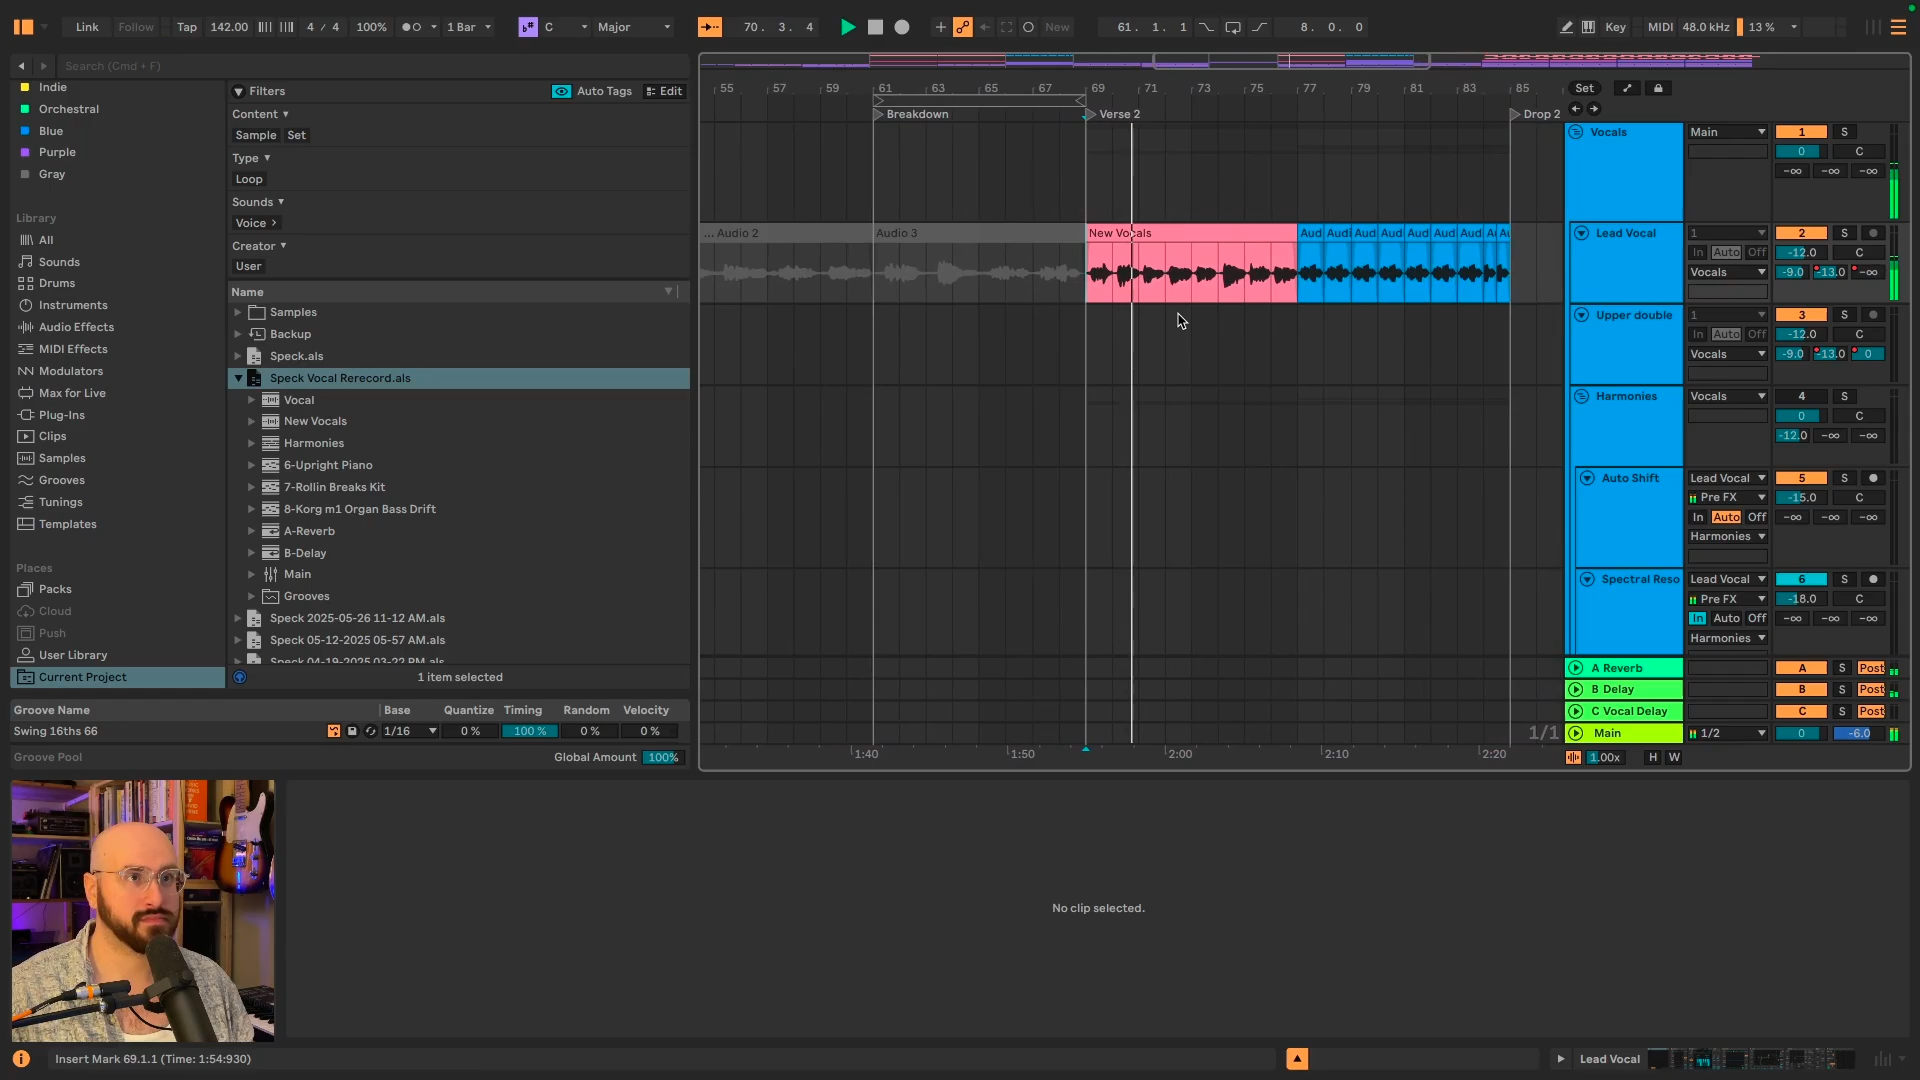 Link Follow Tap 142.00 4 / 4 100% 1 Bar C Major 70. 3. 4 New 61. 1. 1 8. 0. 0 Key MIDI 48.0 kHz 13 %
Search (Cmd + F)
Indie
Orchestral
Blue
Purple
Gray
Library
All
Sounds
Drums
Instruments
Audio Effects
MIDI Effects
Modulators
Max for Live
Plug-Ins
Clips
Samples
Grooves
Tunings
Templates
Places
Packs
Cloud
Push
User Library
Current Project
Filters Auto Tags Edit
Content
Sample Set
Type
Loop
Sounds
Voice >
Creator
User
Name
Samples
Backup
Speck.als
Speck Vocal Rerecord.als
Vocal
New Vocals
Harmonies
6-Upright Piano
7-Rollin Breaks Kit
8-Korg m1 Organ Bass Drift
A-Reverb
B-Delay
Main
Grooves
Speck 2025-05-26 11-12 AM.als
Speck 05-12-2025 05-57 AM.als
Speck 04-19-2025 03-22 PM.als
1 item selected
Groove Name Base Quantize Timing Random Velocity
Swing 16ths 66 1/16 0 % 100 % 0 % 0 %
Groove Pool Global Amount 100%
55 57 59 61 63 65 67 69 71 73 75 77 79 81 83 85 Set
Breakdown Verse 2 Drop 2
... Audio 2 Audio 3 New Vocals Aud Audi Aud Aud Aud Aud Aud A Au
1:40 1:50 2:00 2:10 2:20
1/1
Vocals Main 1 S
0 C
-∞ -∞ -∞
Lead Vocal 1 2 S
In Auto Off -12.0 C
Vocals -9.0 -13.0 -∞
Upper double 1 3 S
In Auto Off -12.0 C
Vocals -9.0 -13.0 0
Harmonies Vocals 4 S
0 C
-12.0 -∞ -∞
Auto Shift Lead Vocal 5 S
Pre FX -15.0 C
In Auto Off -∞ -∞ -∞
Harmonies
Spectral Reso Lead Vocal 6 S
Pre FX -18.0 C
In Auto Off -∞ -∞ -∞
Harmonies
A Reverb A S Post
B Delay B S Post
C Vocal Delay C S Post
Main 1/2 0 -6.0
1.00x H W
No clip selected.
Insert Mark 69.1.1 (Time: 1:54:930)
Lead Vocal